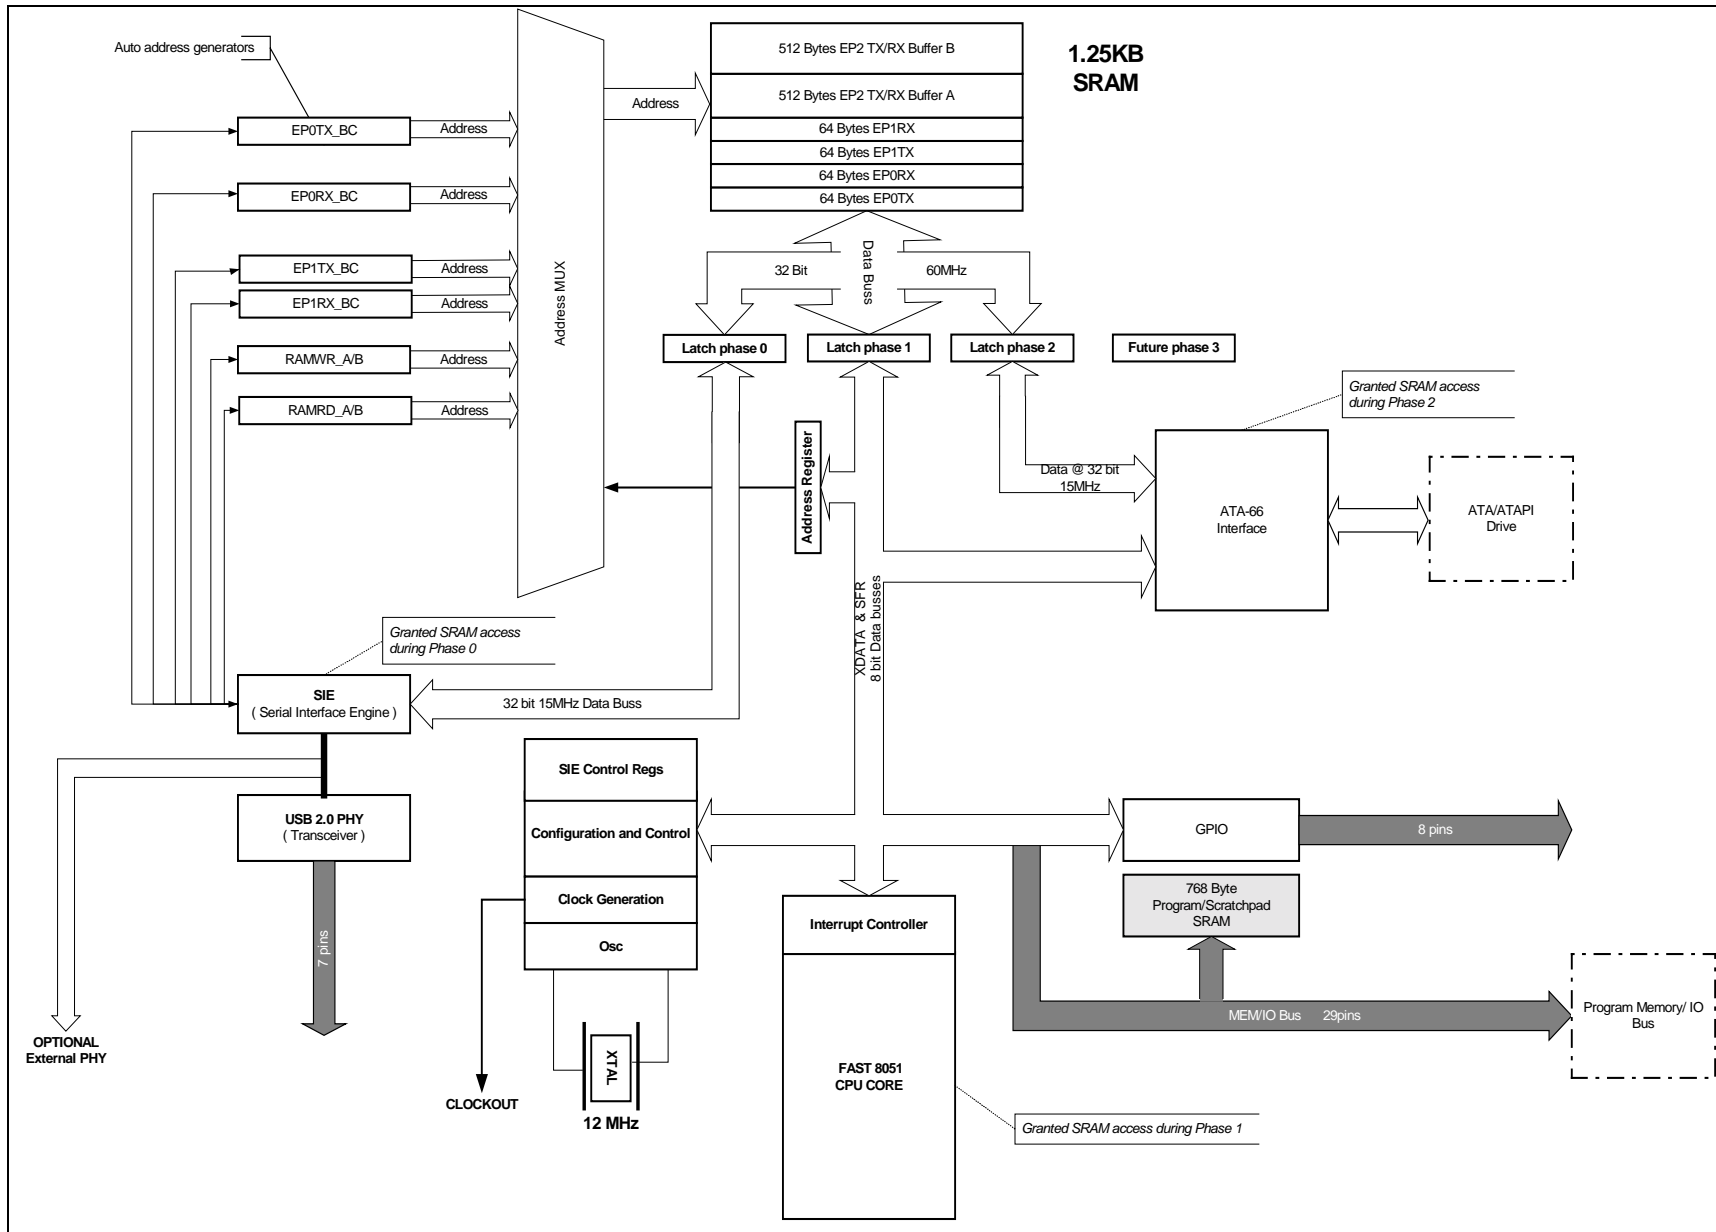 Auto address generators
512 Bytes EP2 TX/RX Buffer B
512 Bytes EP2 TX/RX Buffer A
64 Bytes EP1RX
64 Bytes EP1TX
64 Bytes EP0RX
64 Bytes EP0TX
1.25KB
SRAM
Address
EP0TX_BC
Address
EP0RX_BC
Address
EP1TX_BC
Address
EP1RX_BC
Address
RAMWR_A/B
Address
RAMRD_A/B
Address
Address MUX
32 Bit
Data Buss
60MHz
Latch phase 0
Latch phase 1
Latch phase 2
Future phase 3
Granted SRAM access
during Phase 2
Address Register
Data @ 32 bit
15MHz
ATA-66
Interface
ATA/ATAPI
Drive
XDATA & SFR
8 bit Data busses
Granted SRAM access
during Phase 0
SIE
( Serial Interface Engine )
32 bit 15MHz Data Buss
USB 2.0 PHY
( Transceiver )
7 pins
OPTIONAL
External PHY
SIE Control Regs
Configuration and Control
Clock Generation
Osc
XTAL
12 MHz
CLOCKOUT
Interrupt Controller
FAST 8051
CPU CORE
Granted SRAM access during Phase 1
GPIO
8 pins
768 Byte
Program/Scratchpad
SRAM
MEM/IO Bus 29pins
Program Memory/ IO
Bus